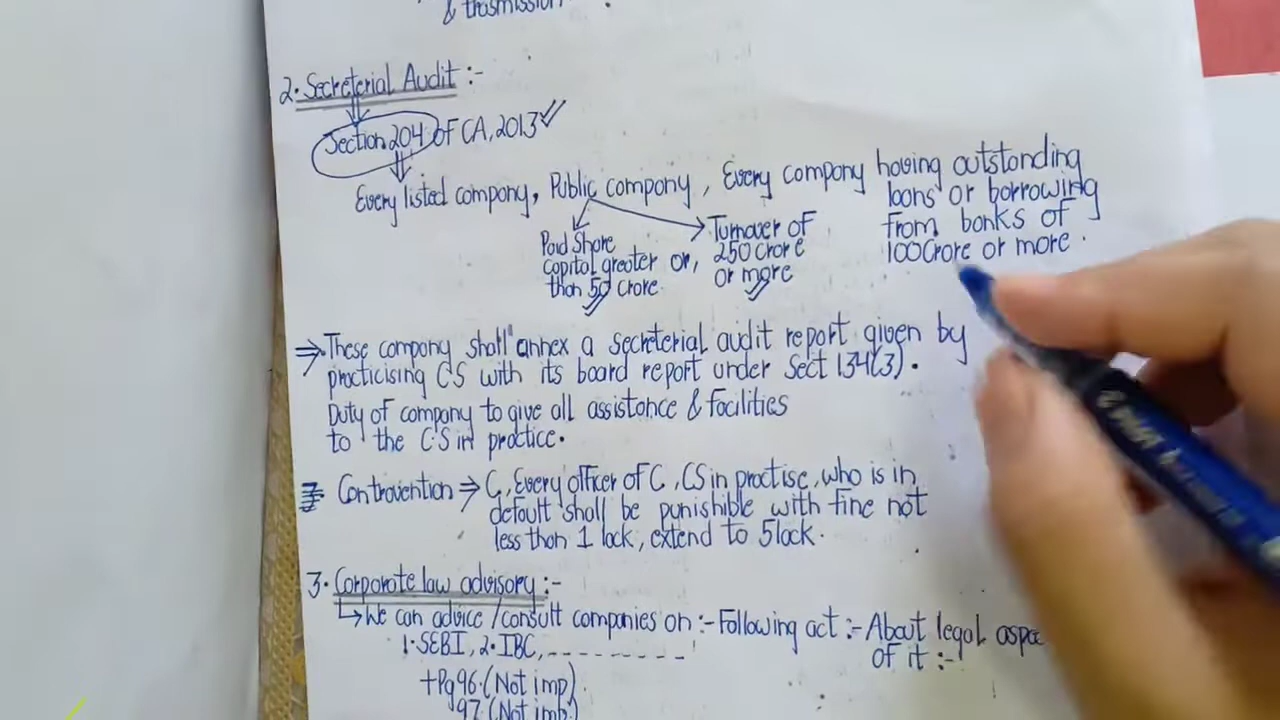 & trasmission
2. Secreterial Audit :-
Section 204 of CA, 2013
Every listed company, Public company, Every company having outstanding
loans or borrowing
from banks of
100 Crore or more.
Paid Share
capital greater or,
than 50 crore.
Turnover of
250 crore
or more
⇒ These company shall annex a secreterial audit report given by
practicising CS with its board report under Sect 134(3).
Duty of company to give all assistance & facilities
to the C.S in practice.
Contravention ⇒ C, Every officer of C, CS in practise, who is in
default shall be punishible with fine not
less than 1 lack, extend to 5 lack.
3. Corporate law advisory :-
↳ We can advice / consult companies on :- Following act :- About legal aspe
of it :-
1. SEBI, 2. IBC, - - - - - - - - -
+Pg 96. (Not imp)
97. (Not imp)
PILOT